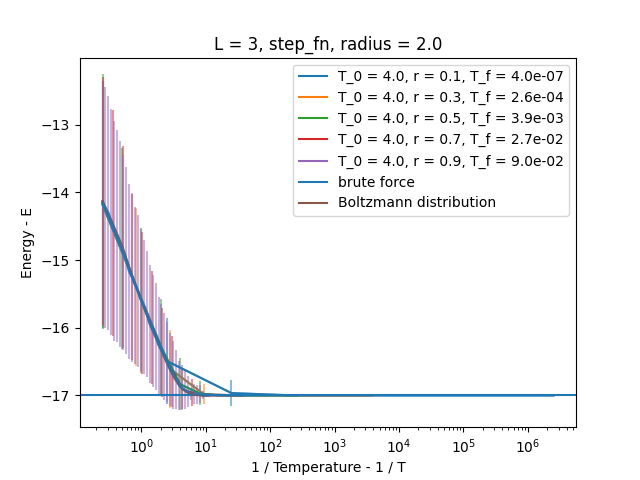 L = 3, step_fn, radius = 2.0
T_0 = 4.0, r = 0.1, T_f = 4.0e-07
T_0 = 4.0, r = 0.3, T_f = 2.6e-04
T_0 = 4.0, r = 0.5, T_f = 3.9e-03
T_0 = 4.0, r = 0.7, T_f = 2.7e-02
T_0 = 4.0, r = 0.9, T_f = 9.0e-02
brute force
Boltzmann distribution
Energy - E
−13
−14
−15
−16
−17
10⁰ 10¹ 10² 10³ 10⁴ 10⁵ 10⁶
1 / Temperature - 1 / T